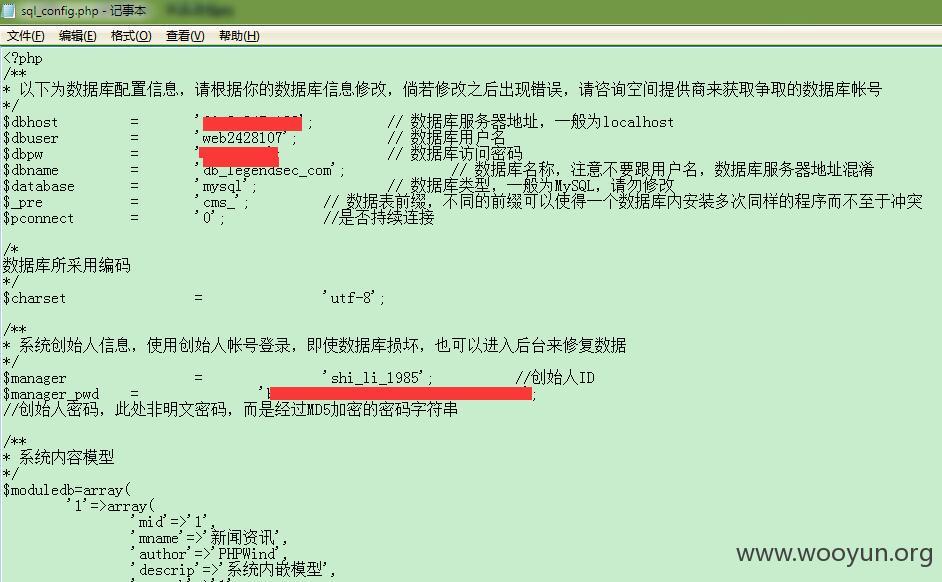 sql_config.php - 记事本
文件(F) 编辑(E) 格式(O) 查看(V) 帮助(H)
<?php
/**
* 以下为数据库配置信息，请根据你的数据库信息修改，倘若修改之后出现错误，请咨询空间提供商来获取争取的数据库帐号
*/
$dbhost = ' '; // 数据库服务器地址，一般为localhost
$dbuser = 'web2428107'; // 数据库用户名
$dbpw = ' // 数据库访问密码
$dbname = 'db_legendsec_com'; // 数据库名称，注意不要跟用户名，数据库服务器地址混淆
$database = 'mysql'; // 数据库类型，一般为MySQL，请勿修改
$_pre = 'cms_'; // 数据表前缀，不同的前缀可以使得一个数据库内安装多次同样的程序而不至于冲突
$pconnect = '0'; //是否持续连接
/*
数据库所采用编码
*/
$charset = 'utf-8';
/**
* 系统创始人信息，使用创始人帐号登录，即使数据库损坏，也可以进入后台来修复数据
*/
$manager = 'shi_li_1985'; //创始人ID
$manager_pwd = 'b ;
//创始人密码，此处非明文密码，而是经过MD5加密的密码字符串
/**
* 系统内容模型
*/
$moduledb=array(
'1'=>array(
'mid'=>'1',
'mname'=>'新闻资讯',
'author'=>'PHPWind',
'descrip'=>'系统内嵌模型',
www.wooyun.org